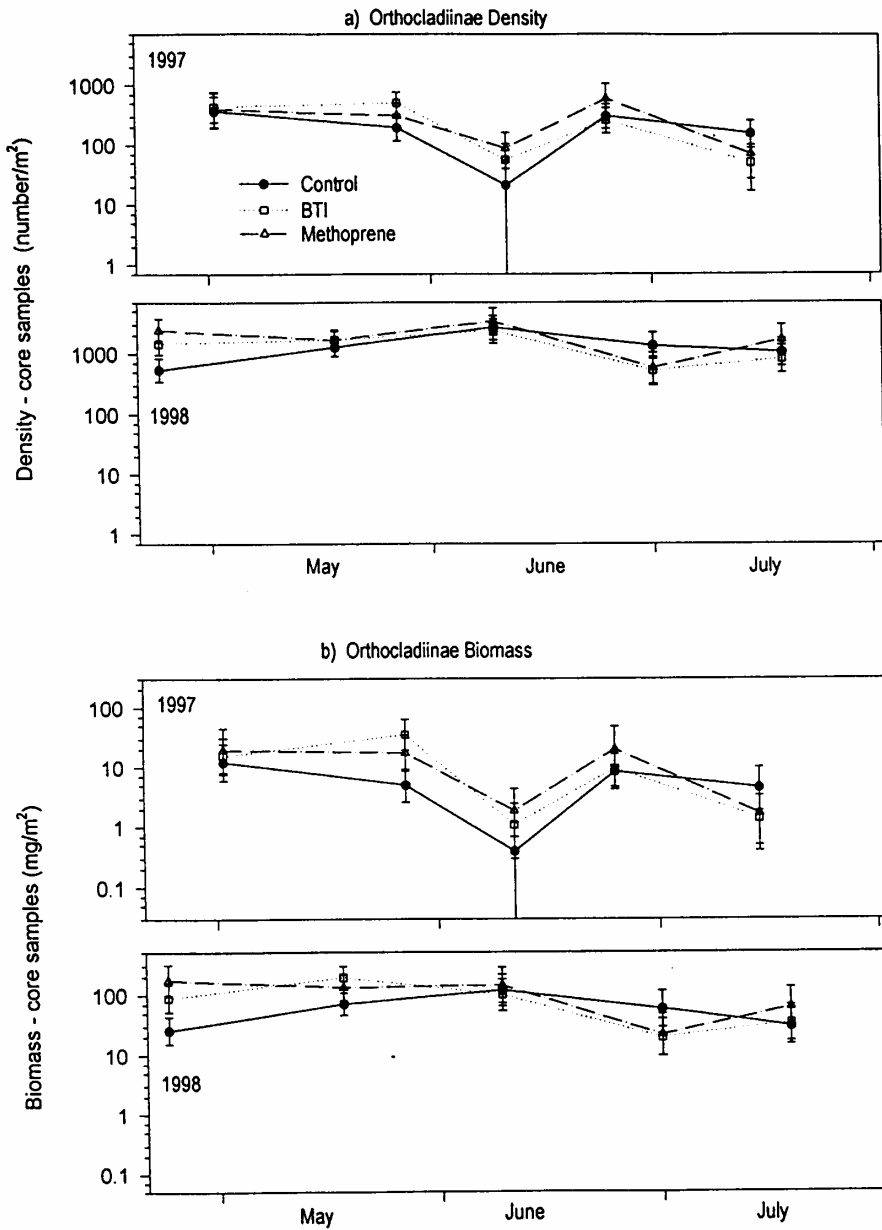 a) Orthocladiinae Density
Density - core samples (number/m²)
1997
1000
100
10
1
Control
BTI
Methoprene
1000
100
10
1
1998
May
June
July
b) Orthocladiinae Biomass
Biomass - core samples (mg/m²)
1997
100
10
1
0.1
100
10
1
0.1
1998
May
June
July